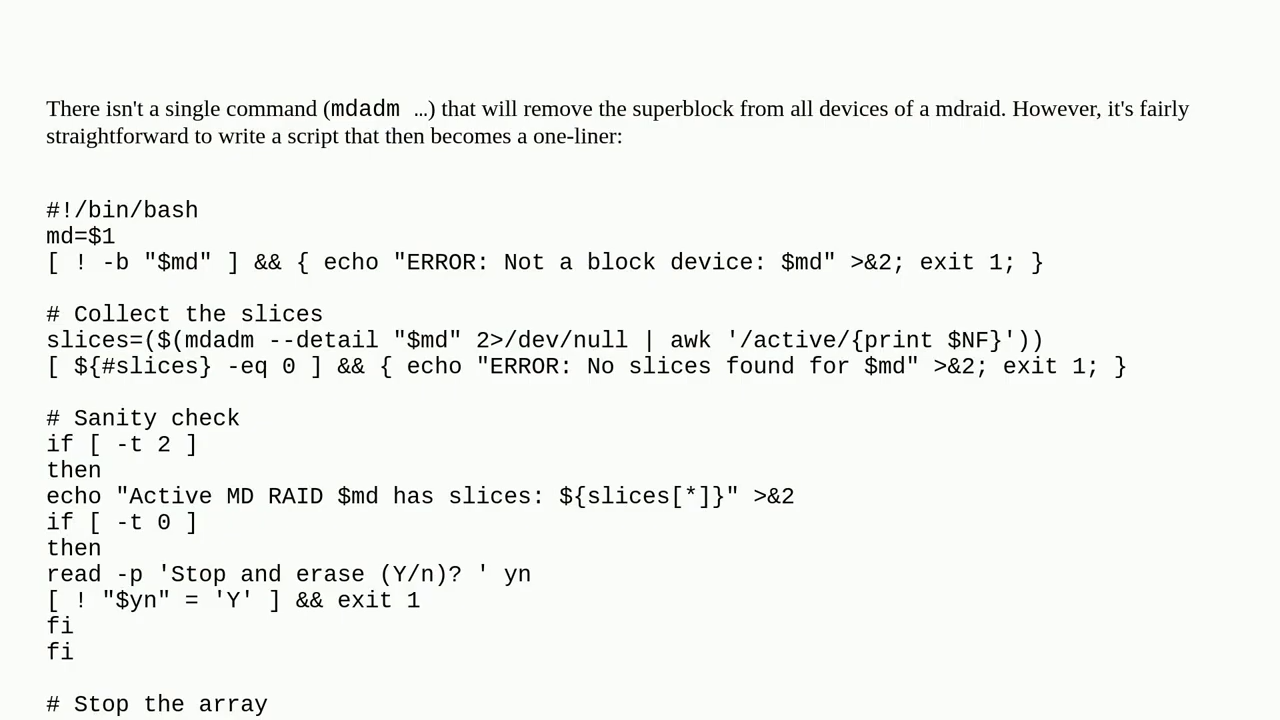 There isn't a single command (mdadm …) that will remove the superblock from all devices of a mdraid. However, it's fairly
straightforward to write a script that then becomes a one-liner:
#!/bin/bash
md=$1
[ ! -b "$md" ] && { echo "ERROR: Not a block device: $md" >&2; exit 1; }
# Collect the slices
slices=($(mdadm --detail "$md" 2>/dev/null | awk '/active/{print $NF}'))
[ ${#slices} -eq 0 ] && { echo "ERROR: No slices found for $md" >&2; exit 1; }
# Sanity check
if [ -t 2 ]
then
echo "Active MD RAID $md has slices: ${slices[*]}" >&2
if [ -t 0 ]
then
read -p 'Stop and erase (Y/n)? ' yn
[ ! "$yn" = 'Y' ] && exit 1
fi
fi
# Stop the array